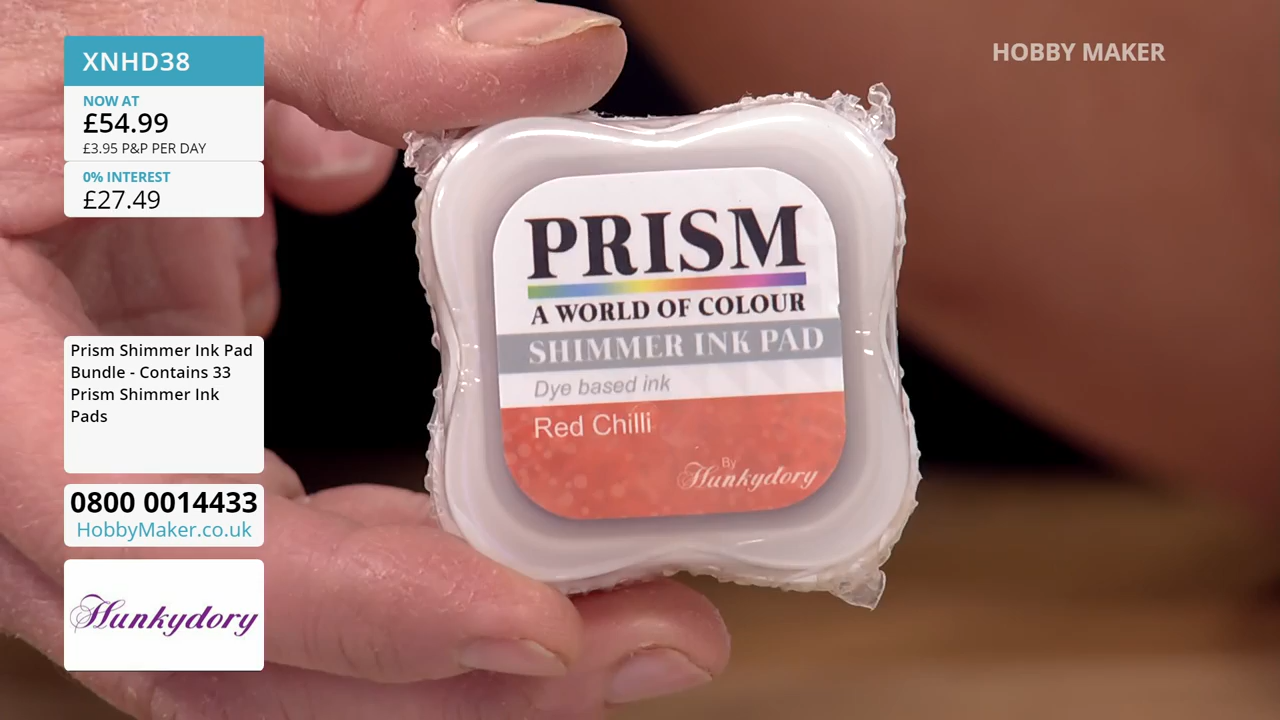 XNHD38
NOW AT
£54.99
£3.95 P&P PER DAY
0% INTEREST
£27.49
Prism Shimmer Ink Pad
Bundle - Contains 33
Prism Shimmer Ink
Pads
0800 0014433
HobbyMaker.co.uk
Hunkydory
HOBBY MAKER
PRISM
A WORLD OF COLOUR
SHIMMER INK PAD
Dye based ink
Red Chilli
By
Hunkydory